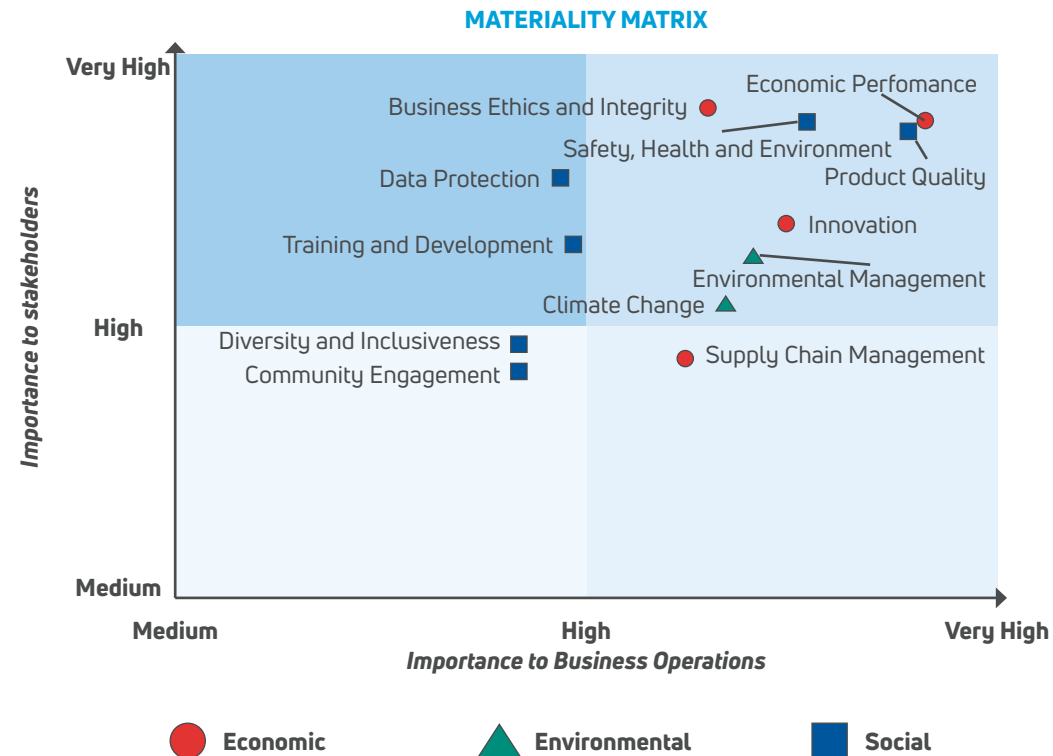 MATERIALITY MATRIX
Very High
Economic Perfomance
Business Ethics and Integrity
Safety, Health and Environment
Product Quality
Data Protection
Innovation
Training and Development
Environmental Management
Climate Change
High
Diversity and Inclusiveness
Supply Chain Management
Community Engagement
Importance to stakeholders
Medium
Medium
High
Very High
Importance to Business Operations
Economic
Environmental
Social